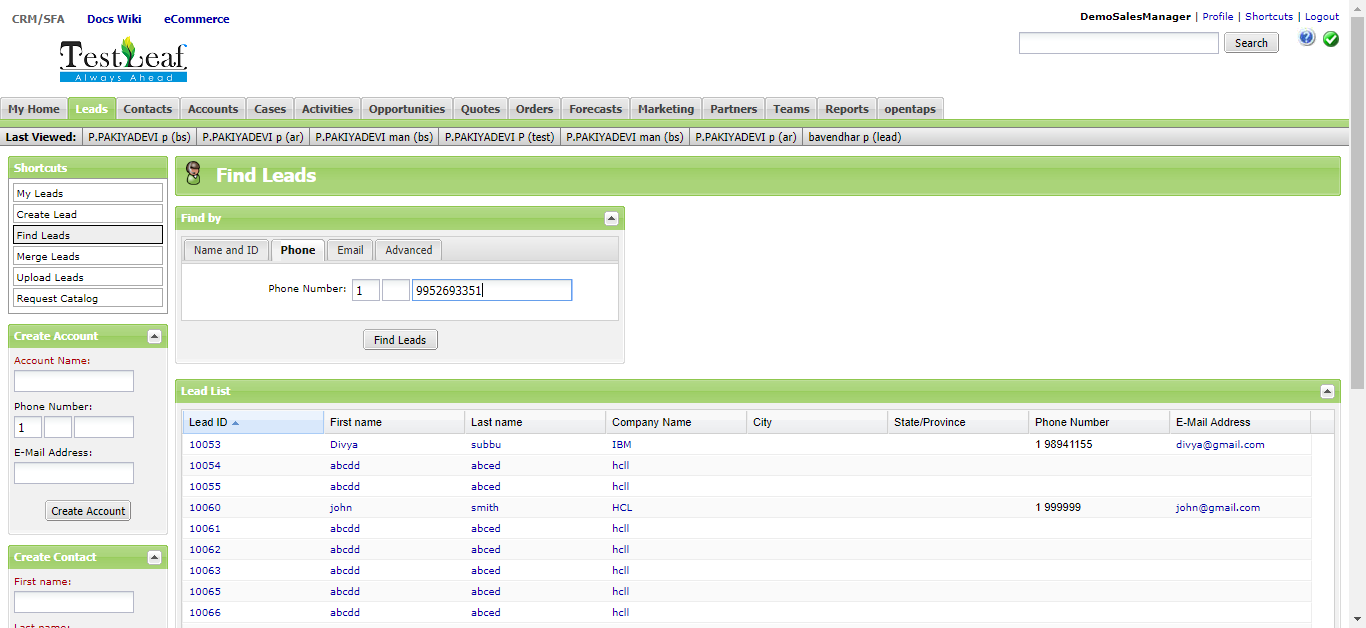 CRM/SFA Docs Wiki eCommerce
DemoSalesManager | Profile | Shortcuts | Logout
TestLeaf
Always Ahead
Search
My Home Leads Contacts Accounts Cases Activities Opportunities Quotes Orders Forecasts Marketing Partners Teams Reports opentaps
Last Viewed: P.PAKIYADEVI p (bs) P.PAKIYADEVI p (ar) P.PAKIYADEVI man (bs) P.PAKIYADEVI P (test) P.PAKIYADEVI man (bs) P.PAKIYADEVI p (ar) bavendhar p (lead)
Shortcuts
My Leads
Create Lead
Find Leads
Merge Leads
Upload Leads
Request Catalog
Create Account
Account Name:
Phone Number:
1
E-Mail Address:
Create Account
Create Contact
First name:
Last name:
Find Leads
Find by
Name and ID Phone Email Advanced
Phone Number: 1 9952693351
Find Leads
Lead List
Lead ID First name Last name Company Name City State/Province Phone Number E-Mail Address
10053 Divya subbu IBM 1 98941155 divya@gmail.com
10054 abcdd abced hcll
10055 abcdd abced hcll
10060 john smith HCL 1 999999 john@gmail.com
10061 abcdd abced hcll
10062 abcdd abced hcll
10063 abcdd abced hcll
10065 abcdd abced hcll
10066 abcdd abced hcll